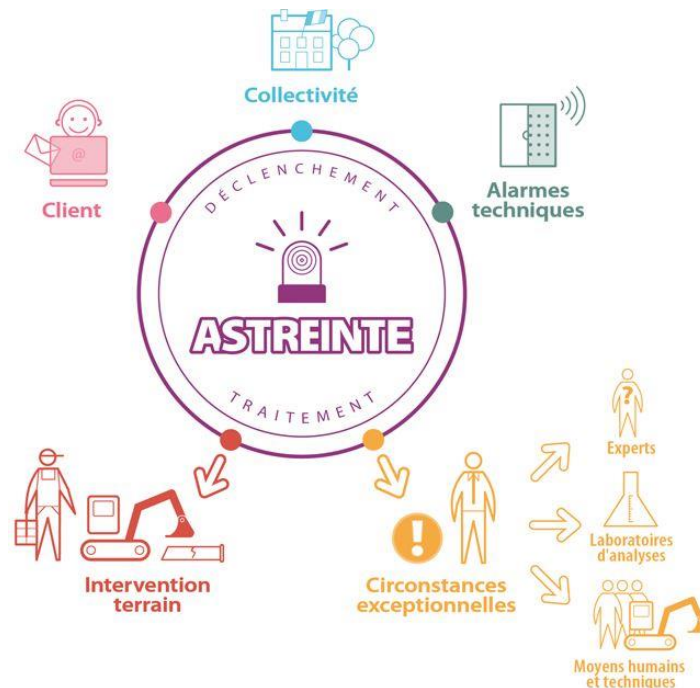 Collectivité
Client
@
Alarmes
techniques
DÉCLENCHEMENT
ASTREINTE
TRAITEMENT
Intervention
terrain
!
Circonstances
exceptionnelles
?
Experts
Laboratoires
d'analyses
Moyens humains
et techniques